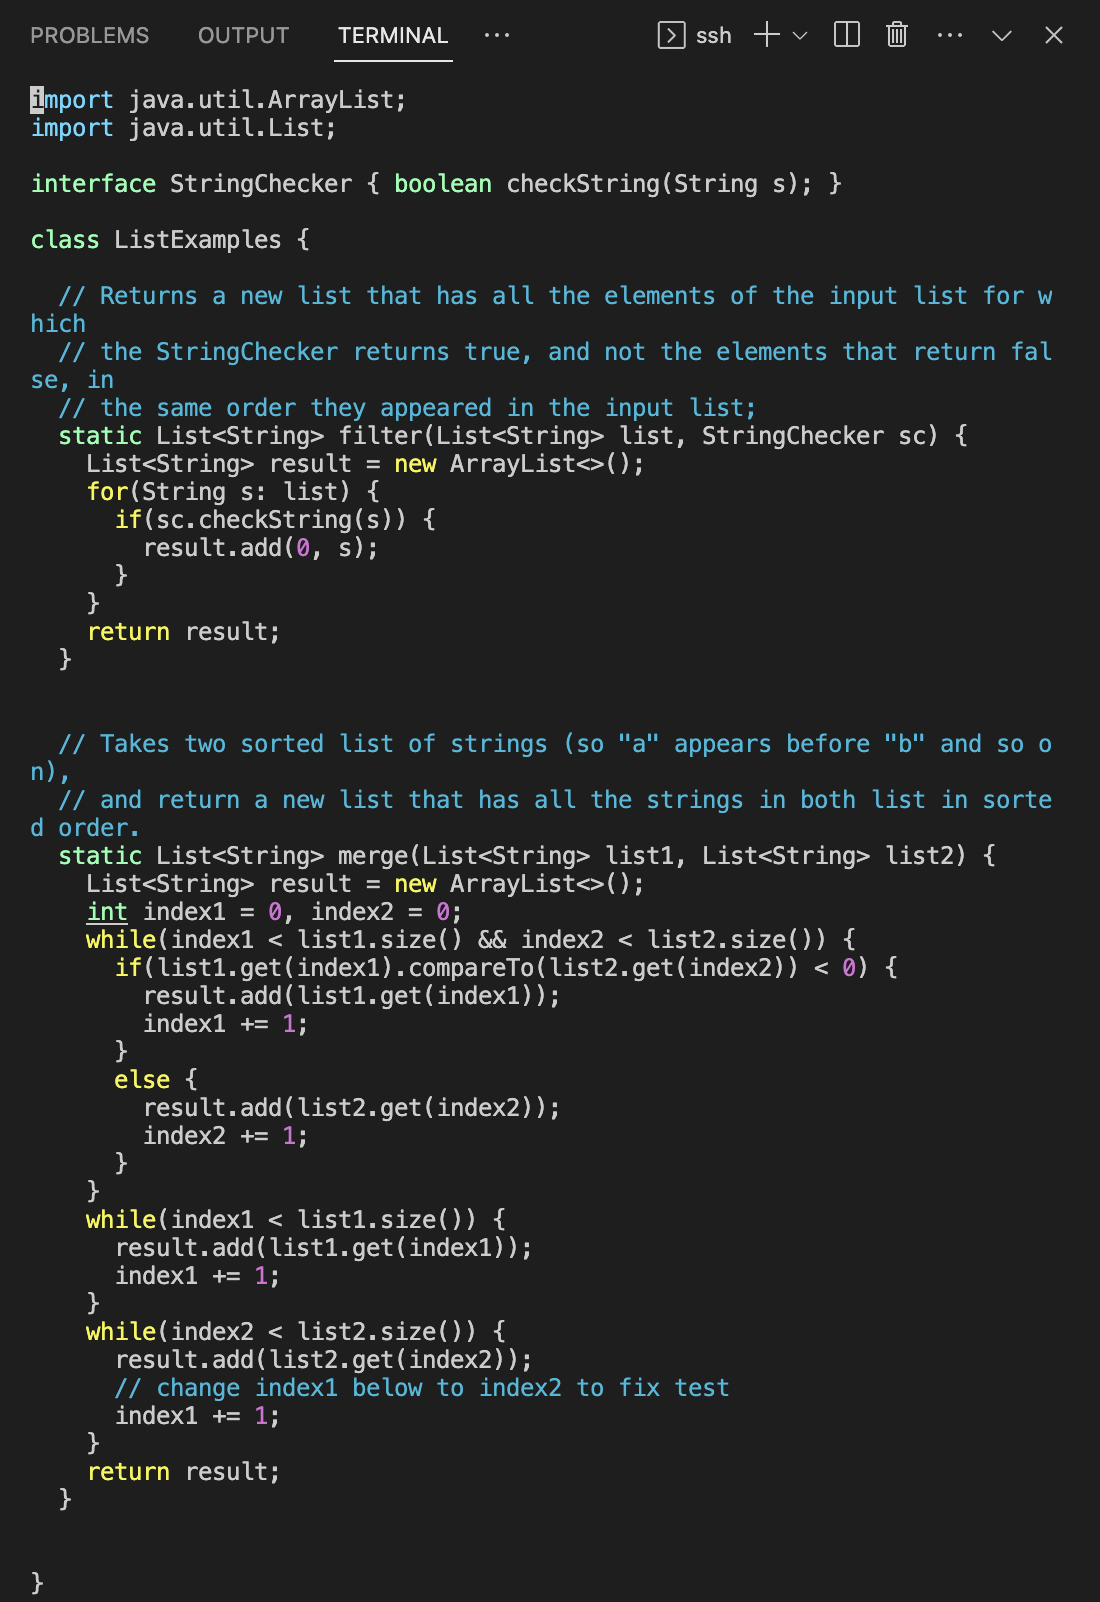 PROBLEMS OUTPUT TERMINAL ··· ssh
import java.util.ArrayList;
import java.util.List;
interface StringChecker { boolean checkString(String s); }
class ListExamples {
// Returns a new list that has all the elements of the input list for w
hich
// the StringChecker returns true, and not the elements that return fal
se, in
// the same order they appeared in the input list;
static List<String> filter(List<String> list, StringChecker sc) {
List<String> result = new ArrayList<>();
for(String s: list) {
if(sc.checkString(s)) {
result.add(0, s);
}
}
return result;
}
// Takes two sorted list of strings (so "a" appears before "b" and so o
n),
// and return a new list that has all the strings in both list in sorte
d order.
static List<String> merge(List<String> list1, List<String> list2) {
List<String> result = new ArrayList<>();
int index1 = 0, index2 = 0;
while(index1 < list1.size() && index2 < list2.size()) {
if(list1.get(index1).compareTo(list2.get(index2)) < 0) {
result.add(list1.get(index1));
index1 += 1;
}
else {
result.add(list2.get(index2));
index2 += 1;
}
}
while(index1 < list1.size()) {
result.add(list1.get(index1));
index1 += 1;
}
while(index2 < list2.size()) {
result.add(list2.get(index2));
// change index1 below to index2 to fix test
index1 += 1;
}
return result;
}
}